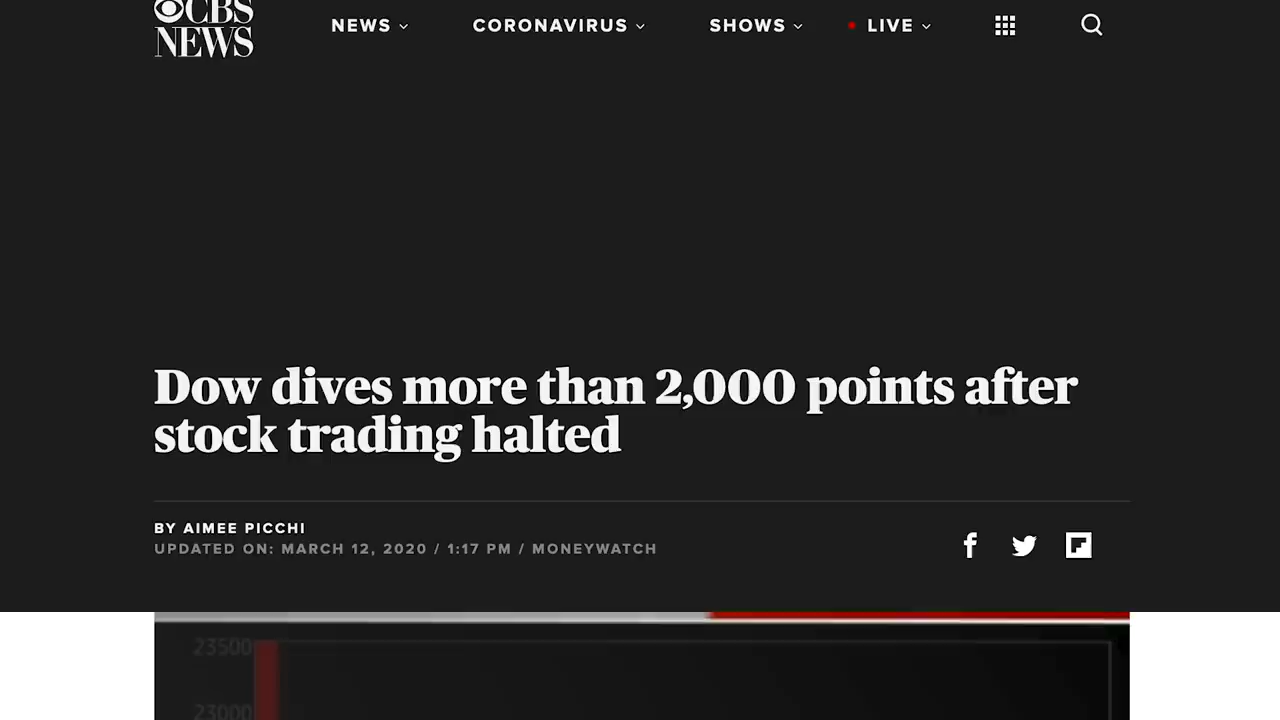 CBS
NEWS
NEWS
CORONAVIRUS
SHOWS
LIVE
Dow dives more than 2,000 points after
stock trading halted
BY AIMEE PICCHI
UPDATED ON: MARCH 12, 2020 / 1:17 PM / MONEYWATCH
23500
23000